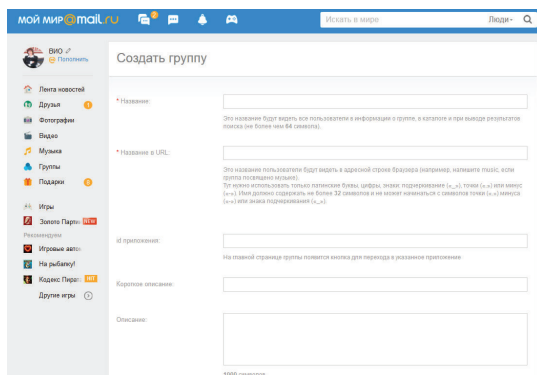 мой мир@mail.ru
Искать в мире
Люди
ВИО
Пополнить
Лента новостей
Друзья
Фотографии
Видео
Музыка
Группы
Подарки
Игры
Золото Парти NEW
Рекомендуем
Игровые авто
На рыбалку!
Кодекс Пират HIT
Другие игры
Создать группу
* Название:
Это название будут видеть все пользователи в информации о группе, в каталоге и при выводе результатов
поиска (не более чем 64 символа).
* Название в URL:
Это название пользователи будут видеть в адресной строке браузера (например, напишите music, если
группа посвящена музыке).
Тут нужно использовать только латинские буквы, цифры, знаки: подчеркивание («_»), точки («.») или минус
(«-»). Имя должно содержать не более 32 символов и не может начинаться с символов точки («.») минуса
(«-») или знака подчеркивания («_»).
id приложения:
На главной странице группы появится кнопка для перехода в указанное приложение
Короткое описание:
Описание:
1000 символов